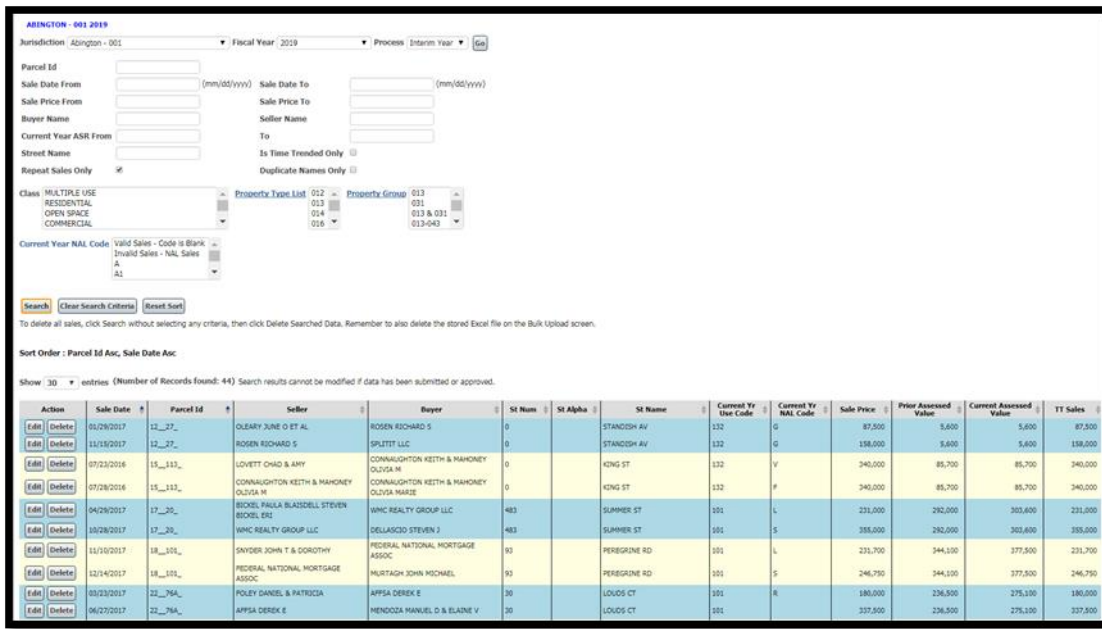 ABINGTON - 001 2019
Jurisdiction Abington - 001 Fiscal Year 2019 Process Interim Year Go
Parcel Id
Sale Date From (mm/dd/yyyy) Sale Date To (mm/dd/yyyy)
Sale Price From Sale Price To
Buyer Name Seller Name
Current Year ASR From To
Street Name Is Time Trended Only
Repeat Sales Only Duplicate Names Only
Class MULTIPLE USE Property Type List 012 Property Group 013
RESIDENTIAL 013 031
OPEN SPACE 014 013 & 031
COMMERCIAL 016 013-043
Current Year NAL Code Valid Sales - Code is Blank
Invalid Sales - NAL Sales
A
A1
Search Clear Search Criteria Reset Sort
To delete all sales, click Search without selecting any criteria, then click Delete Searched Data. Remember to also delete the stored Excel file on the Bulk Upload screen.
Sort Order : Parcel Id Asc, Sale Date Asc
Show 30 entries (Number of Records found: 44) Search results cannot be modified if data has been submitted or approved.
Action Sale Date Parcel Id Seller Buyer St Num St Alpha St Name Current Yr Use Code Current Yr NAL Code Sale Price Prior Assessed Value Current Assessed Value TT Sales
Edit Delete 01/29/2017 12__27_ OLEARY JUNE O ET AL ROSEN RICHARD S 0 STANDISH AV 132 G 87,500 5,600 5,600 87,500
Edit Delete 11/15/2017 12__27_ ROSEN RICHARD S SPLITIT LLC 0 STANDISH AV 132 G 158,000 5,600 5,600 158,000
Edit Delete 07/23/2016 15__113_ LOVETT CHAD & AMY CONNAUGHTON KEITH & MAHONEY OLIVIA M 0 KING ST 132 V 340,000 85,700 85,700 340,000
Edit Delete 07/28/2016 15__113_ CONNAUGHTON KEITH & MAHONEY OLIVIA M CONNAUGHTON KEITH & MAHONEY OLIVIA MARIE 0 KING ST 132 F 340,000 85,700 85,700 340,000
Edit Delete 04/29/2017 17__20_ BICKEL PAULA BLAISDELL STEVEN BICKEL ERI WMC REALTY GROUP LLC 483 SUMMER ST 101 L 231,000 292,000 303,600 231,000
Edit Delete 10/28/2017 17__20_ WMC REALTY GROUP LLC DELLASCIO STEVEN J 483 SUMMER ST 101 S 355,000 292,000 303,600 355,000
Edit Delete 11/10/2017 18__101_ SNYDER JOHN T & DOROTHY FEDERAL NATIONAL MORTGAGE ASSOC 93 PEREGRINE RD 101 L 231,700 344,100 377,500 231,700
Edit Delete 12/14/2017 18__101_ FEDERAL NATIONAL MORTGAGE ASSOC MURTAGH JOHN MICHAEL 93 PEREGRINE RD 101 S 246,750 344,100 377,500 246,750
Edit Delete 03/23/2017 22__76A_ FOLEY DANIEL & PATRICIA AFFSA DEREK E 30 LOUDS CT 101 R 180,000 236,500 275,100 180,000
Edit Delete 06/27/2017 22__76A_ AFFSA DEREK E MENDOZA MANUEL D & ELAINE V 30 LOUDS CT 101 337,500 236,500 275,100 337,500